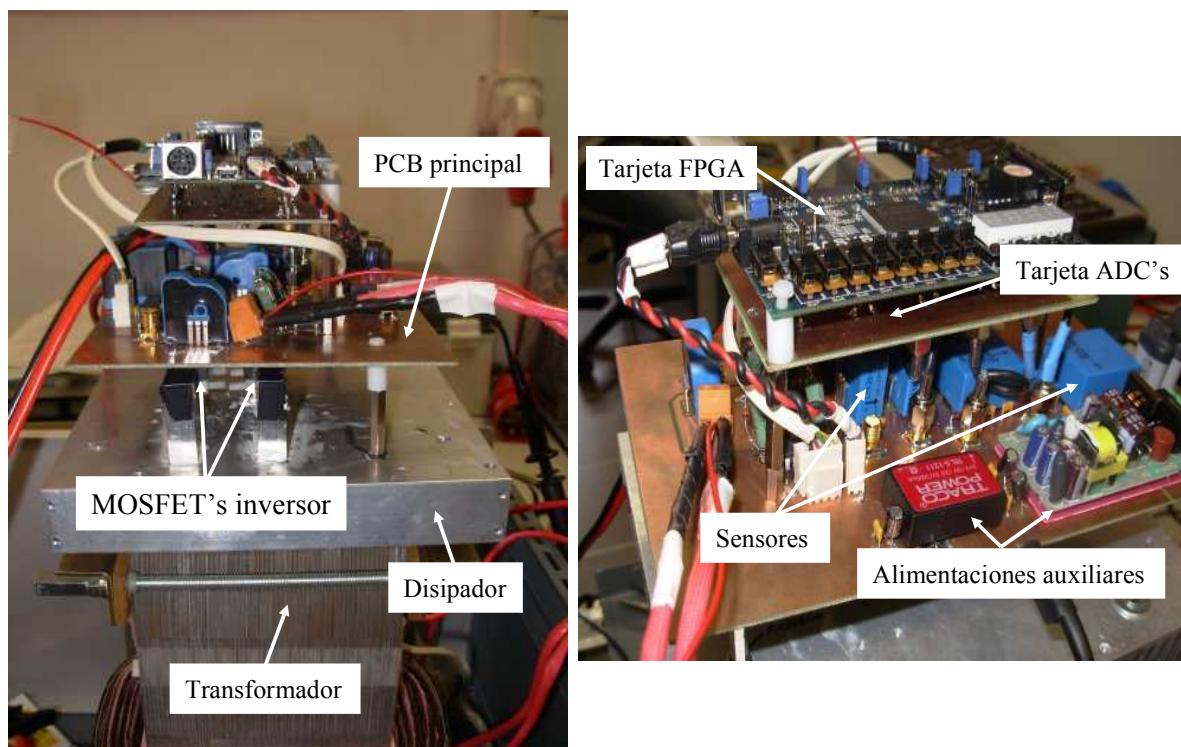 PCB principal
MOSFET's inversor
Disipador
Transformador
Tarjeta FPGA
Tarjeta ADC's
Sensores
TRACO
POWER
Alimentaciones auxiliares